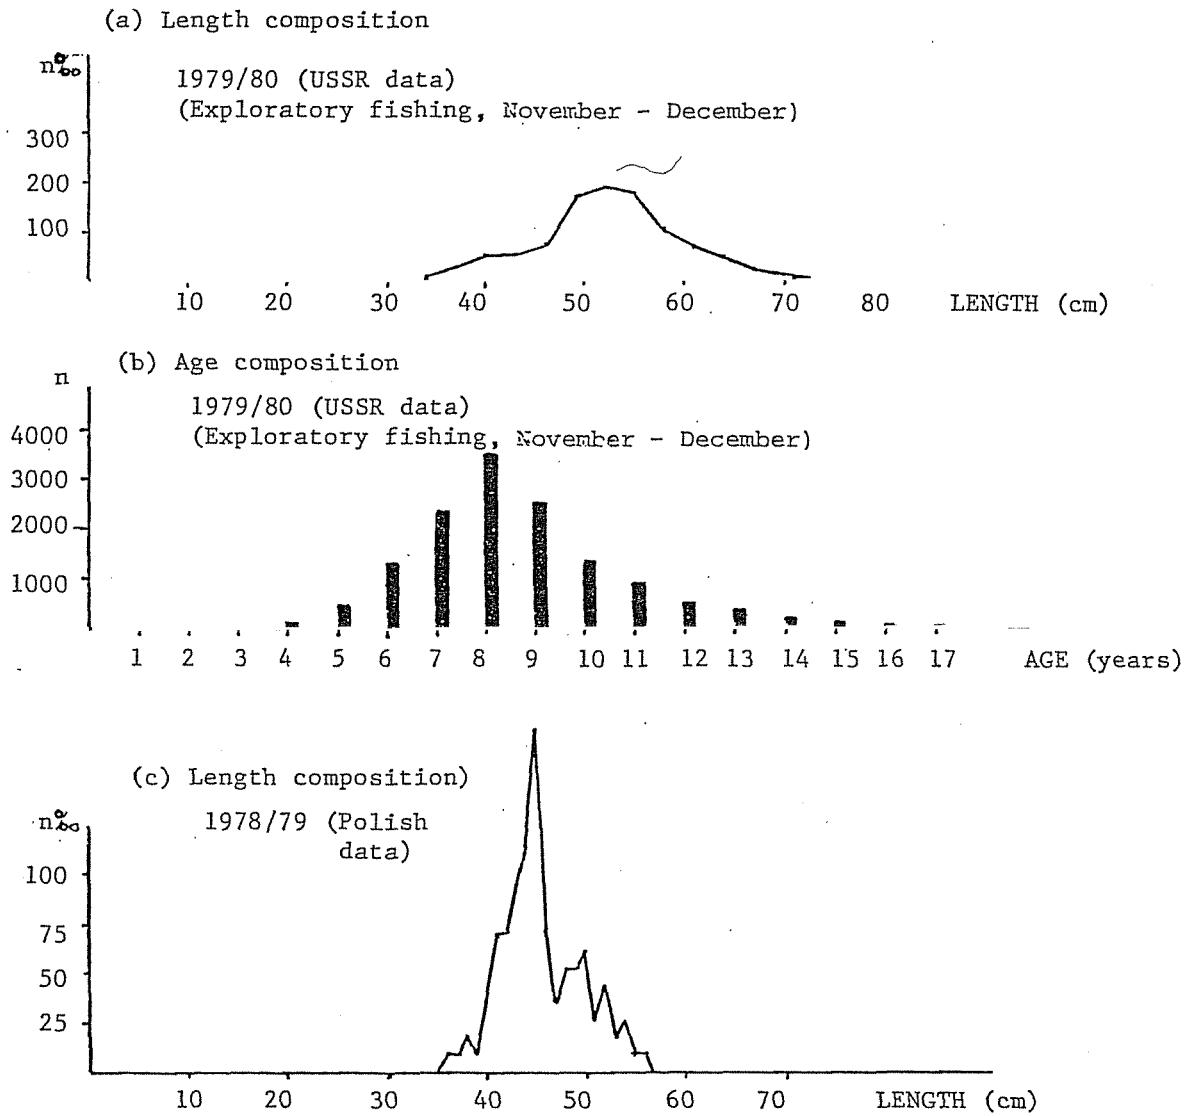 (a) Length composition
n‰
1979/80 (USSR data)
(Exploratory fishing, November - December)
300
200
100
10 20 30 40 50 60 70 80 LENGTH (cm)
(b) Age composition
n
1979/80 (USSR data)
(Exploratory fishing, November - December)
4000
3000
2000
1000
1 2 3 4 5 6 7 8 9 10 11 12 13 14 15 16 17 AGE (years)
(c) Length composition)
n‰
1978/79 (Polish
data)
100
75
50
25
10 20 30 40 50 60 70 LENGTH (cm)